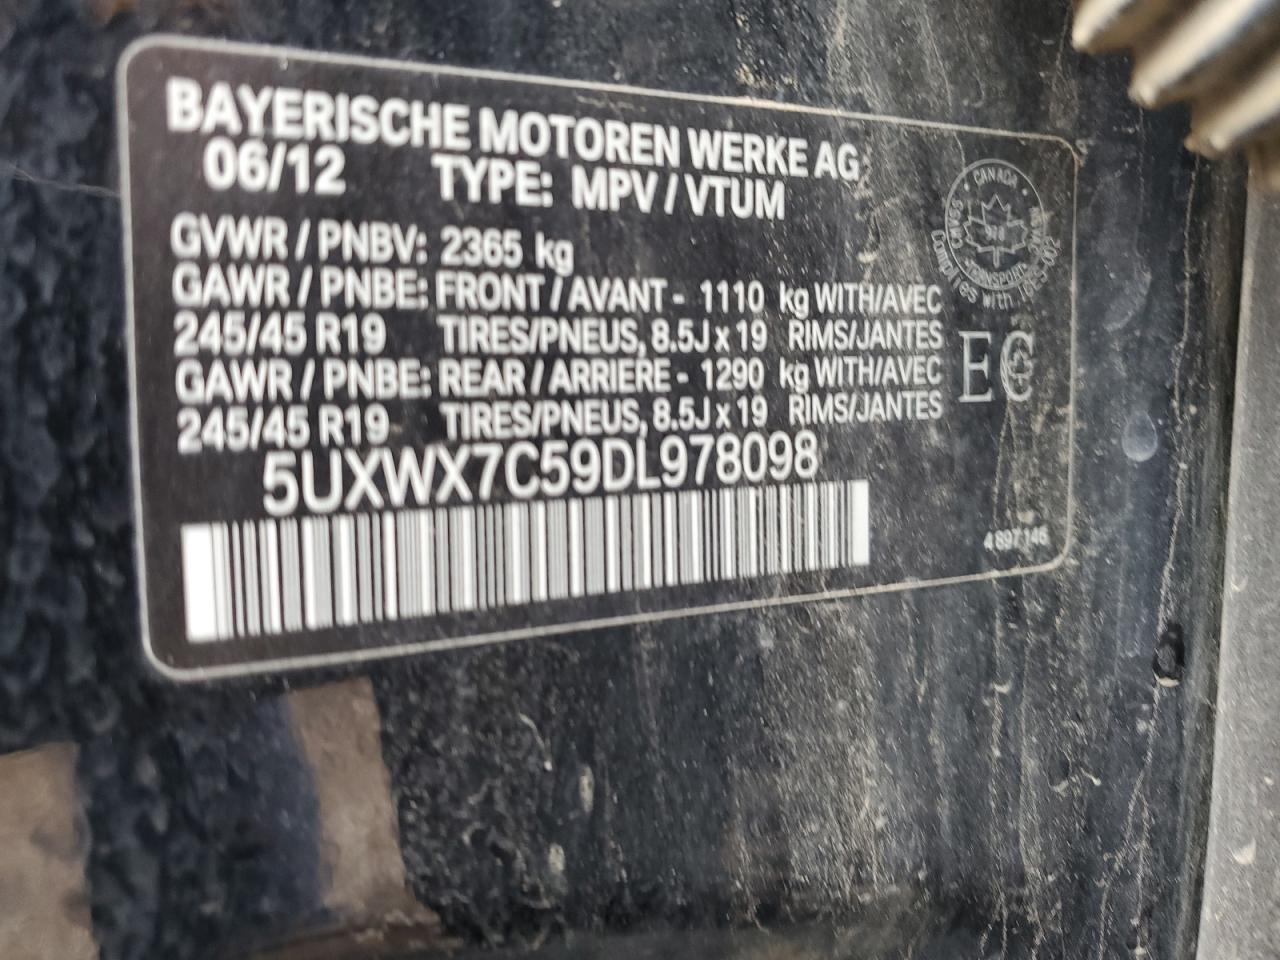 BAYERISCHE MOTOREN WERKE AG
06/12 TYPE: MPV / VTUM
GVWR / PNBV: 2365 kg
GAWR / PNBE: FRONT / AVANT - 1110 kg WITH/AVEC
245/45 R19 TIRES/PNEUS, 8.5J x 19 RIMS/JANTES
GAWR / PNBE: REAR / ARRIERE - 1290 kg WITH/AVEC
245/45 R19 TIRES/PNEUS, 8.5J x 19 RIMS/JANTES
5UXWX7C59DL978098
CANADA
TRANSPORTS
EC
4 897 146